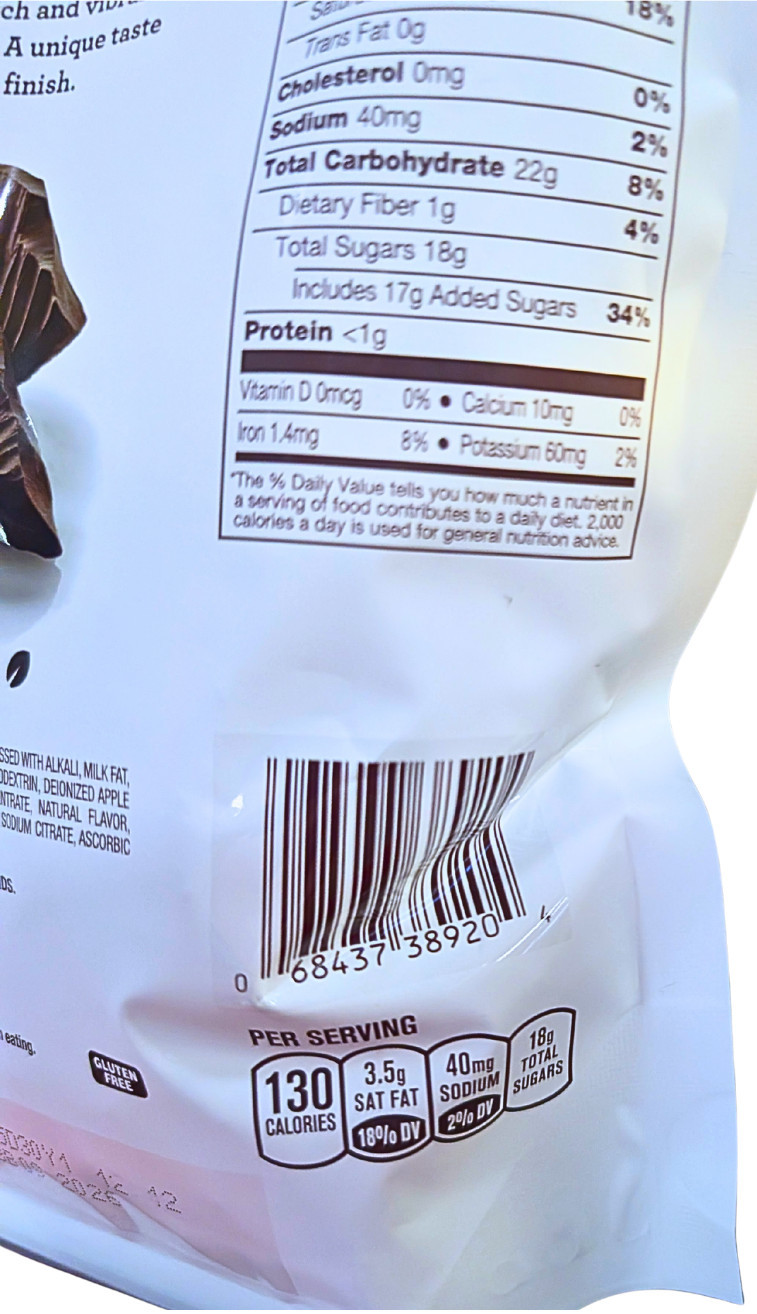 ch and
A unique taste
finish.
18%
Trans Fat 0g
Cholesterol 0mg 0%
Sodium 40mg 2%
Total Carbohydrate 22g 8%
Dietary Fiber 1g 4%
Total Sugars 18g
Includes 17g Added Sugars 34%
Protein <1g
Vitamin D 0mcg 0% • Calcium 10mg 0%
Iron 1.4mg 8% • Potassium 60mg 2%
*The % Daily Value tells you how much a nutrient in
a serving of food contributes to a daily diet. 2,000
calories a day is used for general nutrition advice.
SSED WITH ALKALI, MILK FAT,
ODEXTRIN, DEIONIZED APPLE
NTRATE, NATURAL FLAVOR,
SODIUM CITRATE, ASCORBIC
DS.
0 68437 38920 4
eating.
GLUTEN
FREE
PER SERVING
130
CALORIES
3.5g
SAT FAT
18% DV
40mg
SODIUM
2% DV
18g
TOTAL
SUGARS
12 12